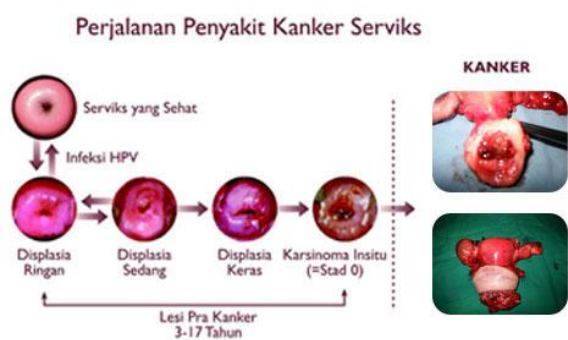 Perjalanan Penyakit Kanker Serviks
KANKER
Serviks yang Sehat
Infeksi HPV
Displasia
Ringan
Displasia
Sedang
Displasia
Keras
Karsinoma Insitu
(=Stad 0)
Lesi Pra Kanker
3-17 Tahun